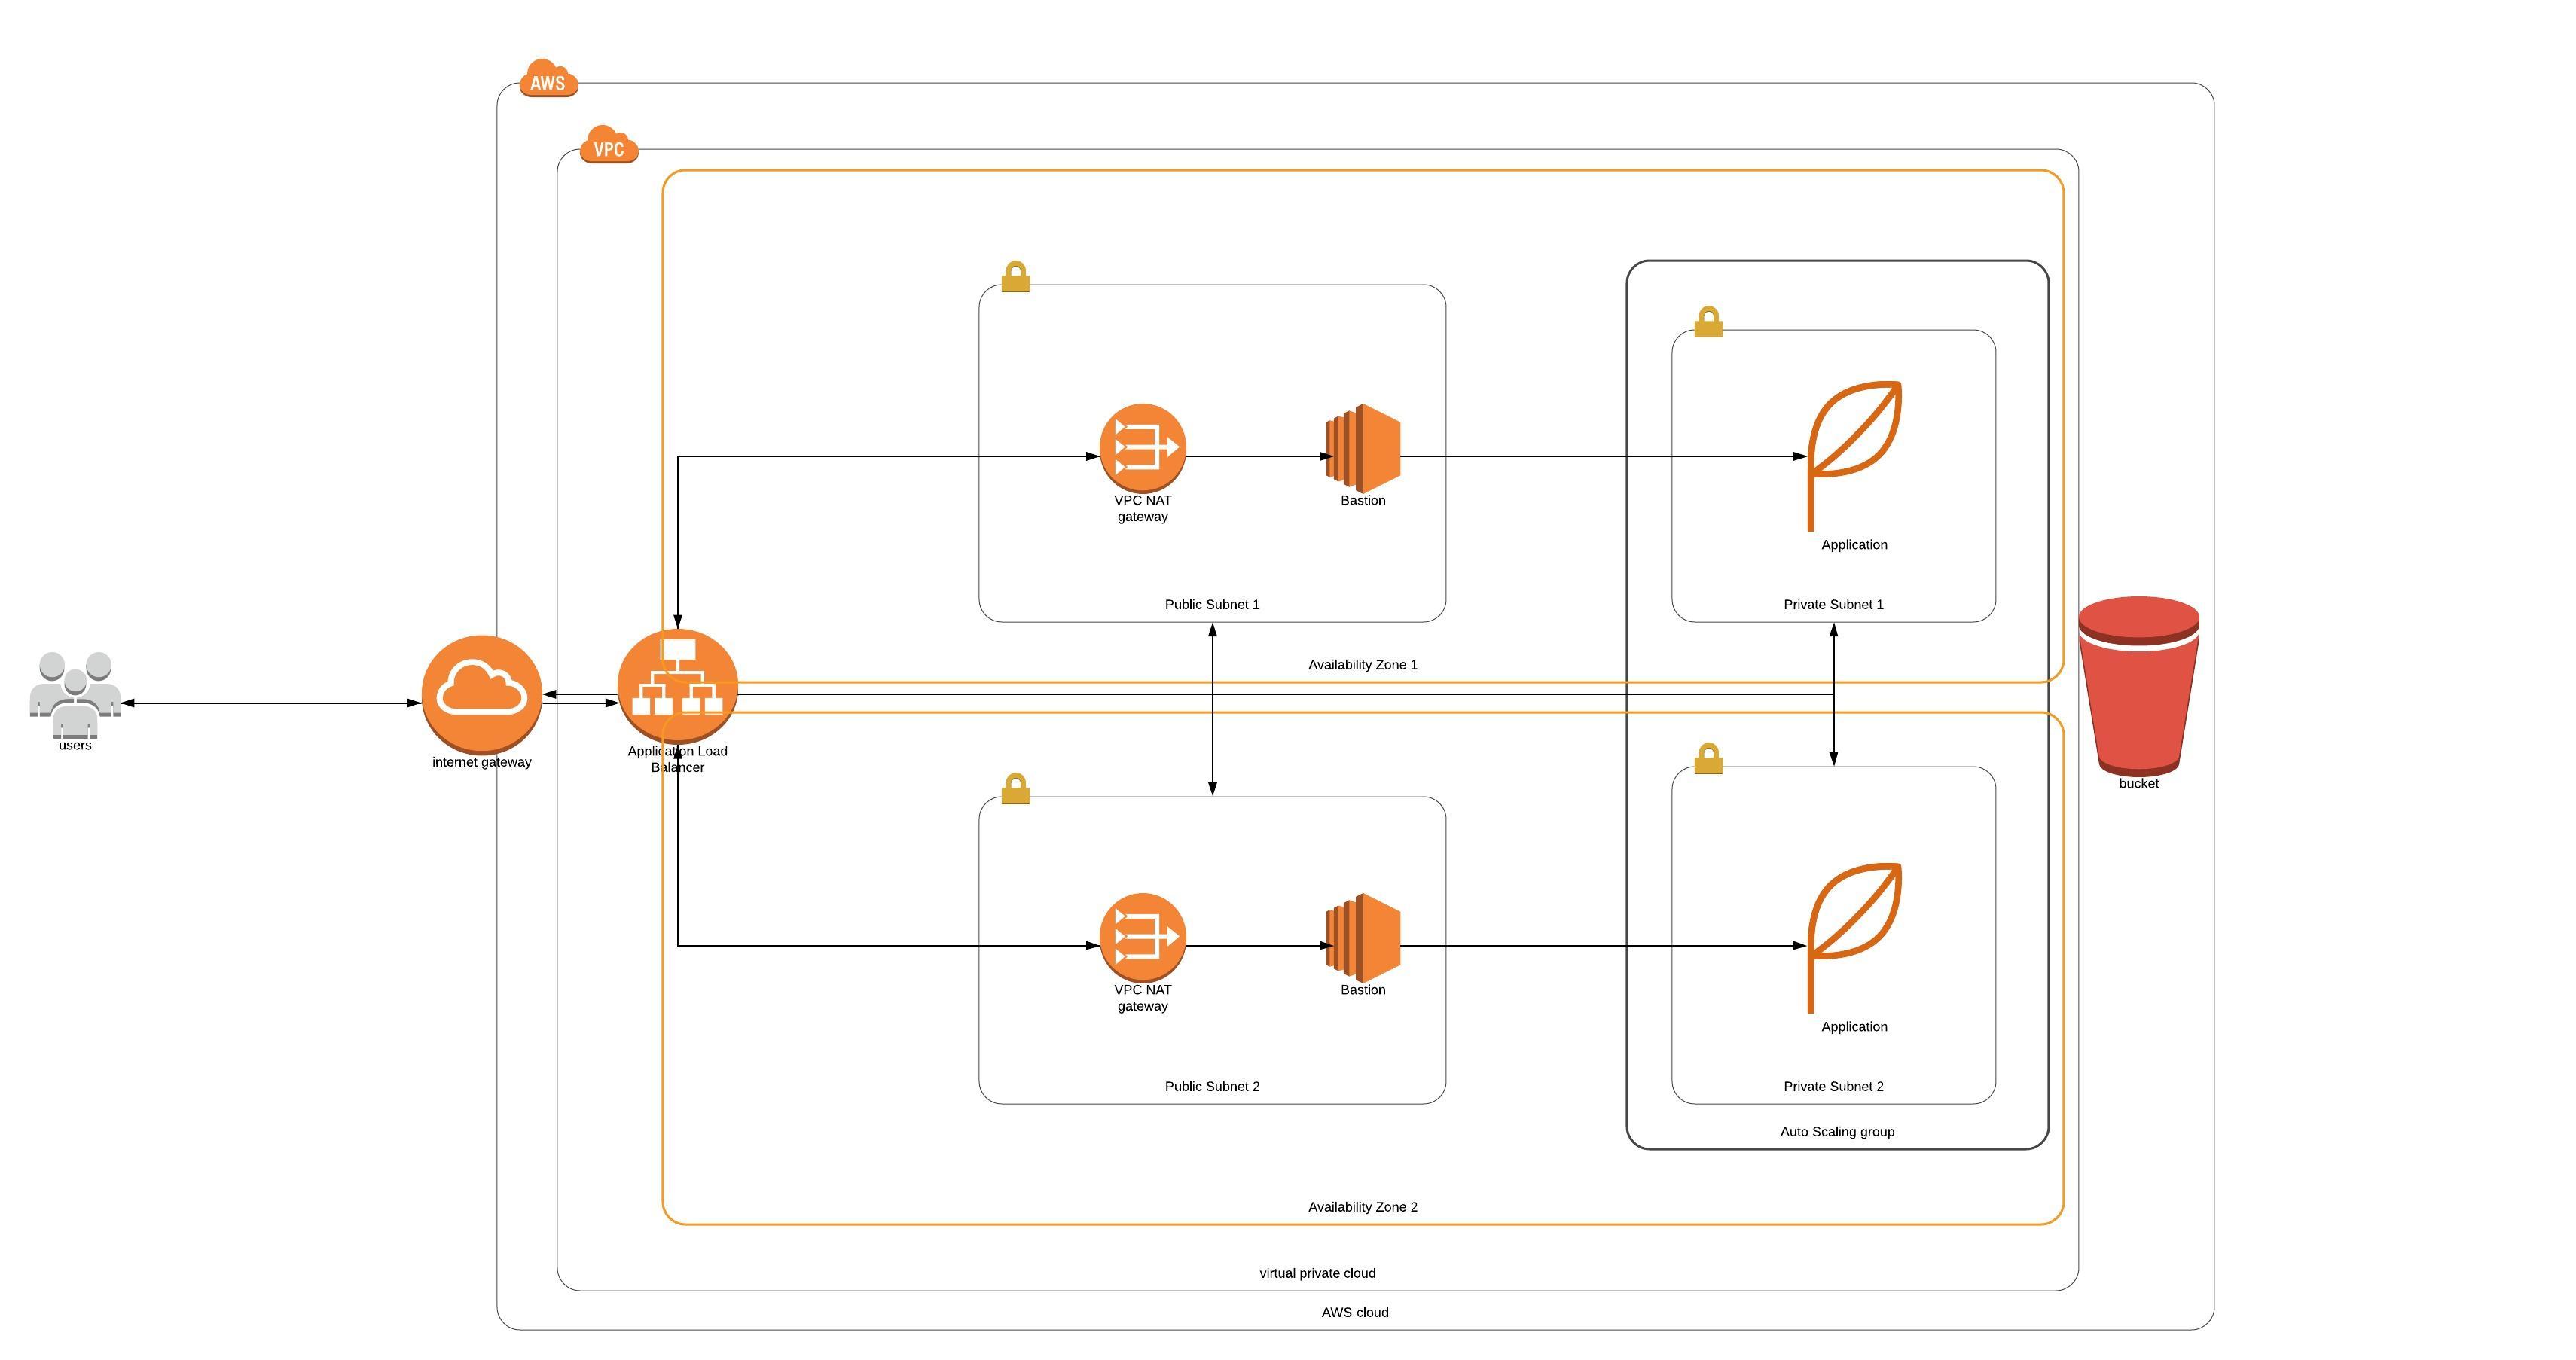 AWS
VPC
VPC NAT
gateway
Bastion
Application
Public Subnet 1
Private Subnet 1
Availability Zone 1
users
internet gateway
Application Load
Balancer
bucket
VPC NAT
gateway
Bastion
Application
Public Subnet 2
Private Subnet 2
Auto Scaling group
Availability Zone 2
virtual private cloud
AWS cloud